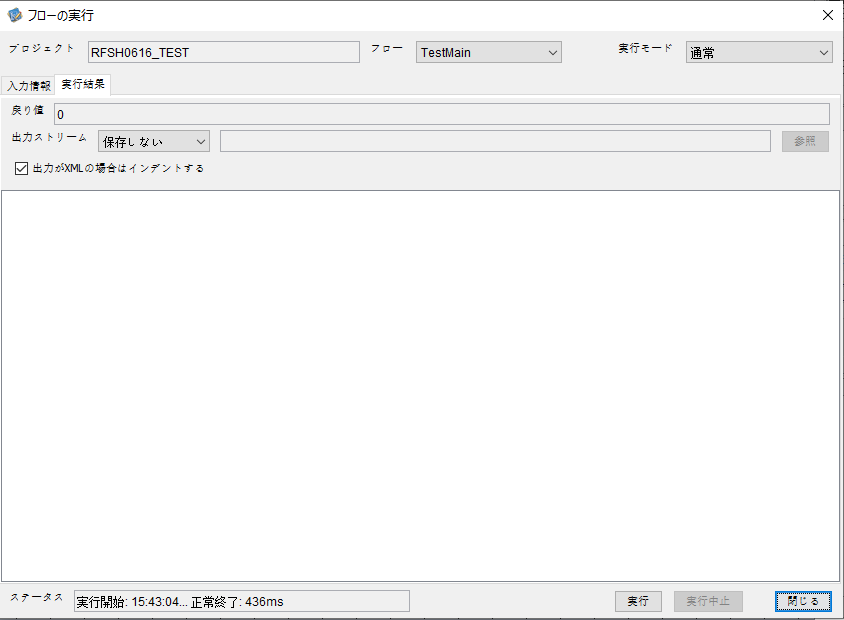 フローの実行
プロジェクト RFSH0616_TEST フロー TestMain 実行モード 通常
入力情報 実行結果
戻り値 0
出力ストリーム 保存しない 参照
出力がXMLの場合はインデントする
ステータス 実行開始: 15:43:04... 正常終了: 436ms 実行 実行中止 閉じる